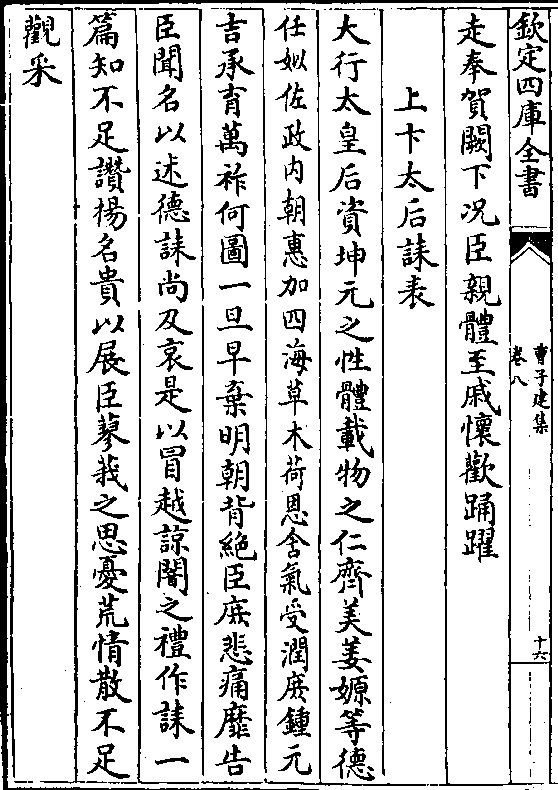 欽定四庫全書
曹子建集
卷八
十六
走奉賀闕下况臣親體至戚懷歡踊躍
上卞太后誄表
大行太皇后資坤元之性體載物之仁齊美姜嫄等德
任姒佐政内朝惠加四海草木荷恩含氣受潤庶鍾元
吉承育萬祚何圖一旦早棄明朝背絶臣庶悲痛靡告
臣聞名以述德誄尚及哀是以冒越諒闇之禮作誄一
篇知不足讚揚名貴以展臣蓼莪之思憂荒情散不足
觀采